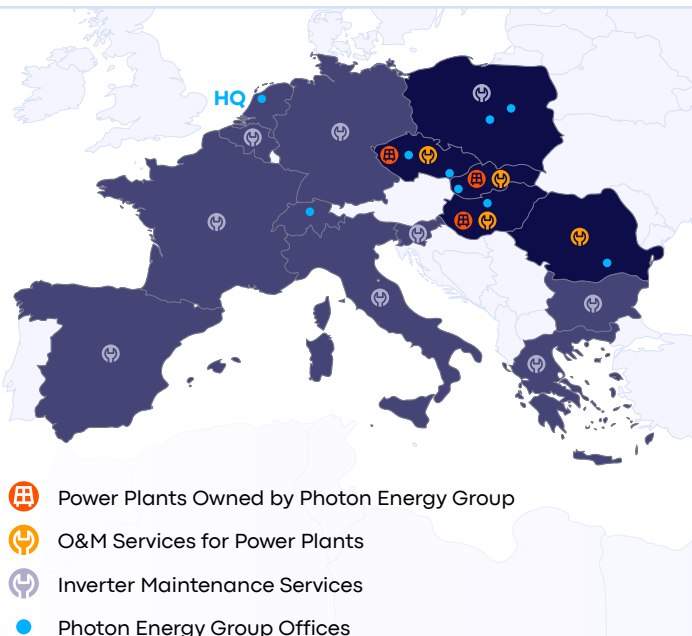 HQ
Power Plants Owned by Photon Energy Group
O&M Services for Power Plants
Inverter Maintenance Services
Photon Energy Group Offices